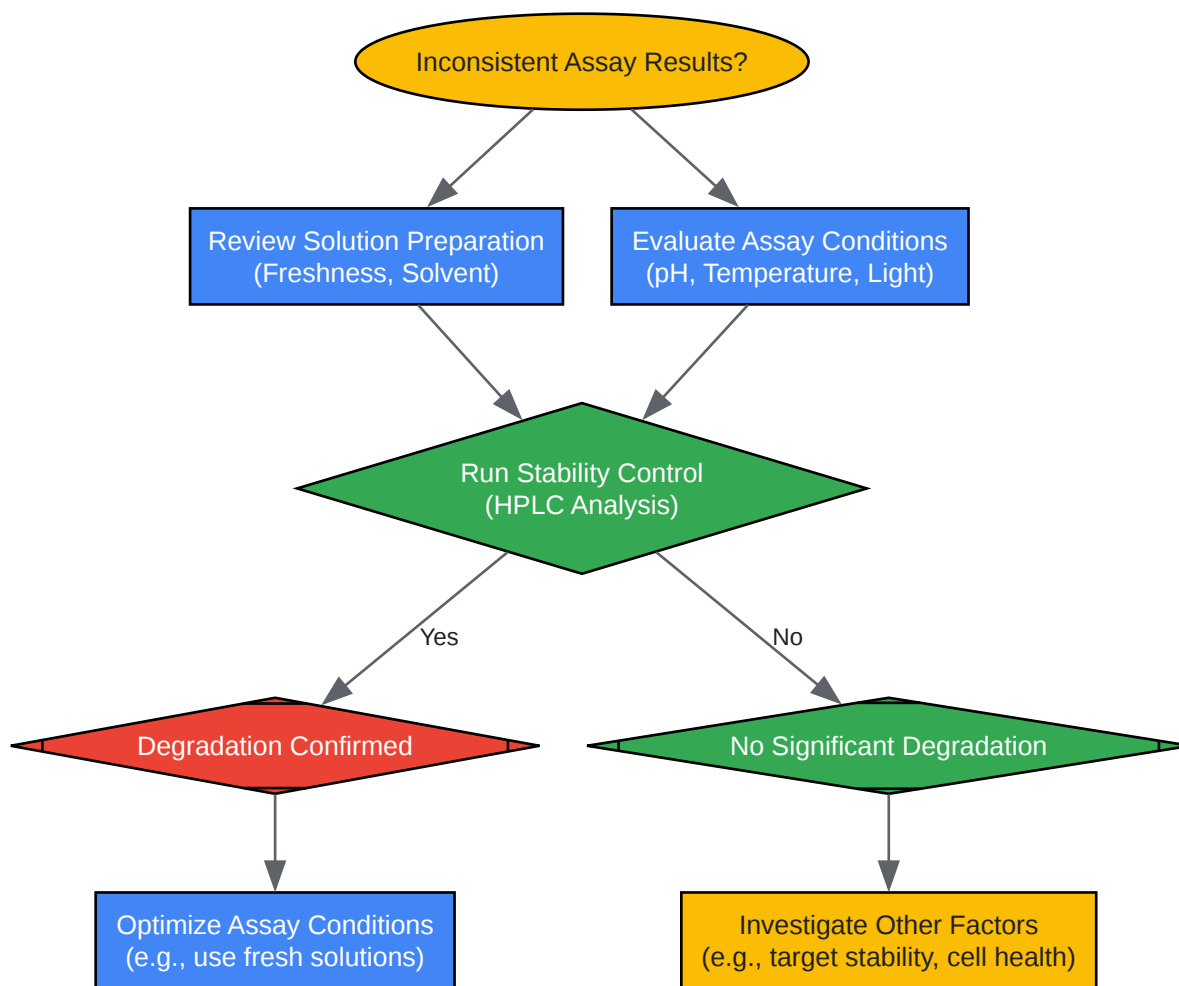 Inconsistent Assay Results?
Review Solution Preparation
(Freshness, Solvent)
Evaluate Assay Conditions
(pH, Temperature, Light)
Run Stability Control
(HPLC Analysis)
Yes
No
Degradation Confirmed
No Significant Degradation
Optimize Assay Conditions
(e.g., use fresh solutions)
Investigate Other Factors
(e.g., target stability, cell health)